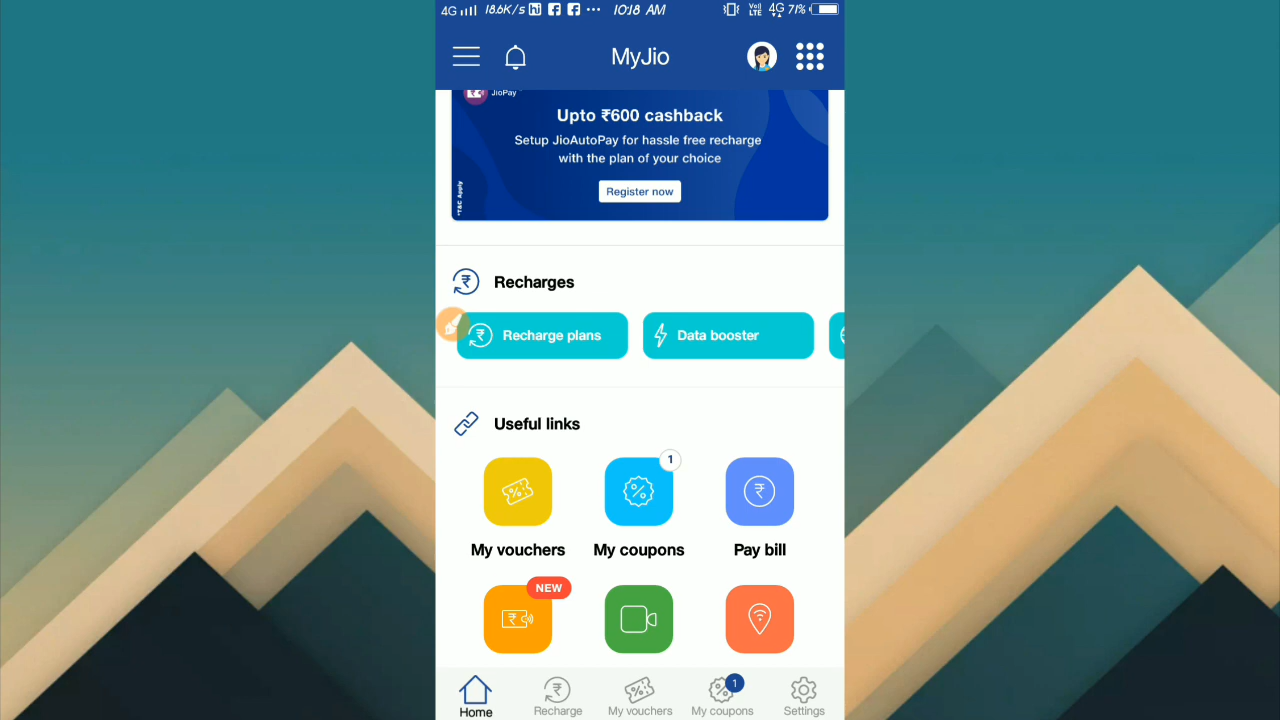 4G 18.6K/s hi ... 10:18 AM VoLTE 4G 71%
MyJio
JioPay
Upto ₹600 cashback
Setup JioAutoPay for hassle free recharge
with the plan of your choice
Register now
*T&C Apply
Recharges
Recharge plans
Data booster
Useful links
1
My vouchers
My coupons
Pay bill
NEW
1
Home
Recharge
My vouchers
My coupons
Settings